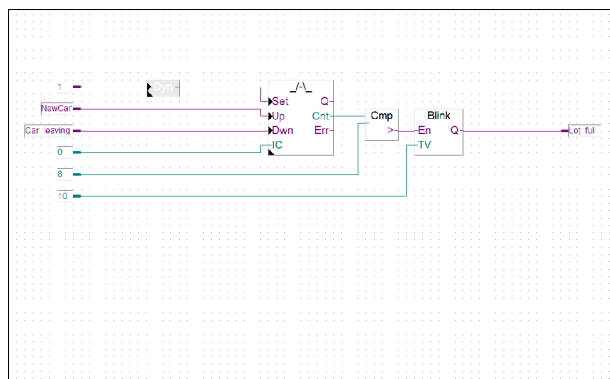 1
Dyn
_/-\_
Set Q
NewCar
Up Cnt
Cmp
Blink
Car leaving
Dwn Err
>
En Q
Lot full
0
IC
TV
8
10